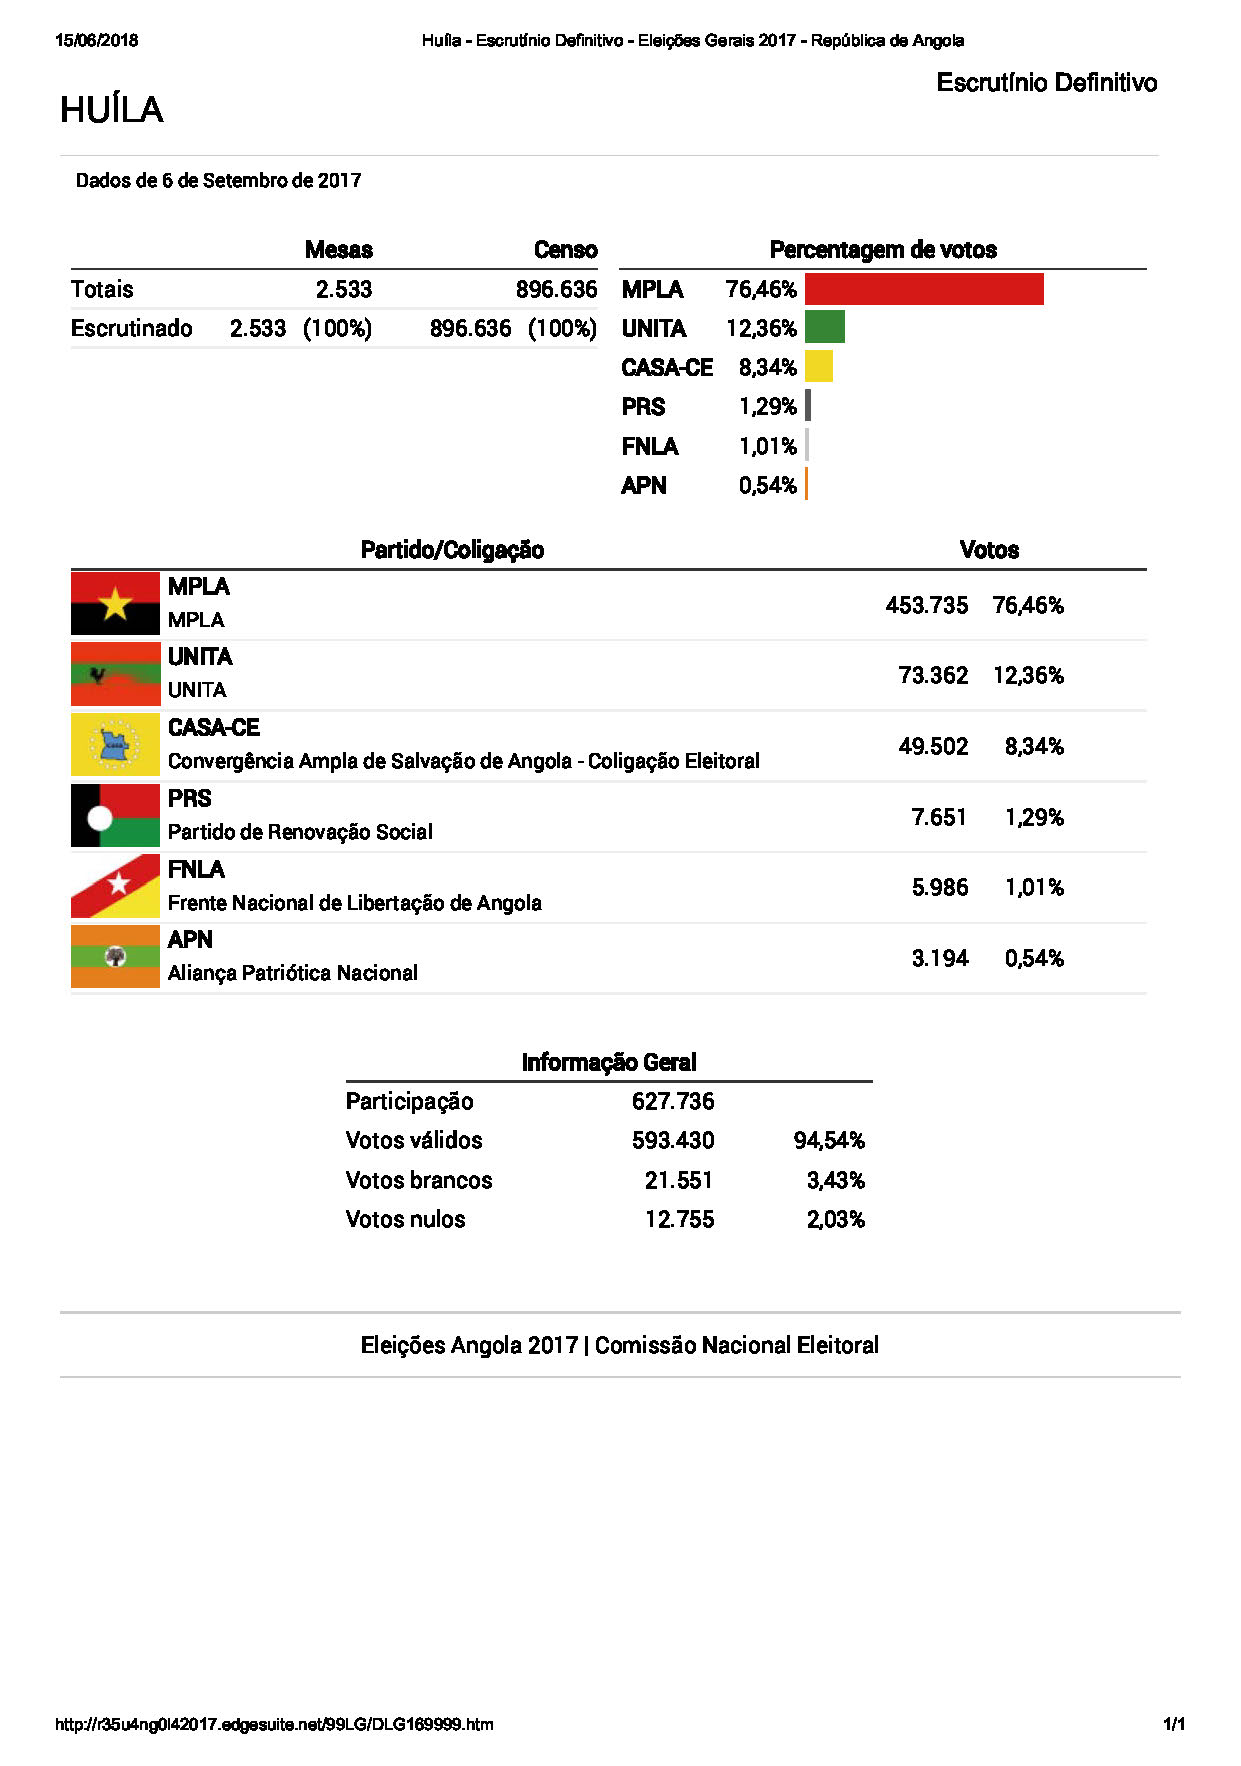 15/06/2018 Huíla - Escrutínio Definitivo - Eleições Gerais 2017 - República de Angola
Escrutínio Definitivo
HUÍLA
Dados de 6 de Setembro de 2017
Mesas Censo
Totais 2.533 896.636
Escrutinado 2.533 (100%) 896.636 (100%)
Percentagem de votos
MPLA 76,46%
UNITA 12,36%
CASA-CE 8,34%
PRS 1,29%
FNLA 1,01%
APN 0,54%
Partido/Coligação Votos
MPLA
MPLA
453.735 76,46%
UNITA
UNITA
73.362 12,36%
CASA-CE
Convergência Ampla de Salvação de Angola - Coligação Eleitoral
49.502 8,34%
PRS
Partido de Renovação Social
7.651 1,29%
FNLA
Frente Nacional de Libertação de Angola
5.986 1,01%
APN
Aliança Patriótica Nacional
3.194 0,54%
Informação Geral
Participação 627.736
Votos válidos 593.430 94,54%
Votos brancos 21.551 3,43%
Votos nulos 12.755 2,03%
Eleições Angola 2017 | Comissão Nacional Eleitoral
http://r35u4ng0l42017.edgesuite.net/99LG/DLG169999.htm 1/1